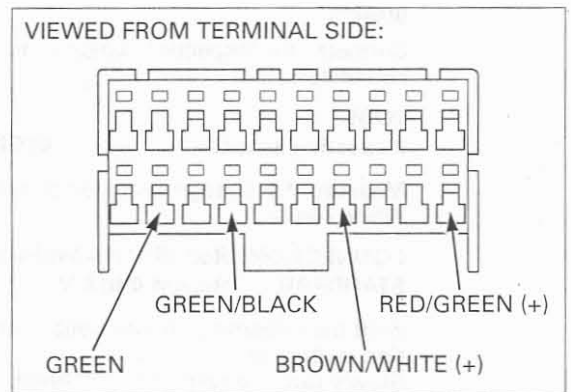 VIEWED FROM TERMINAL SIDE:
GREEN/BLACK RED/GREEN (+)
GREEN BROWN/WHITE (+)